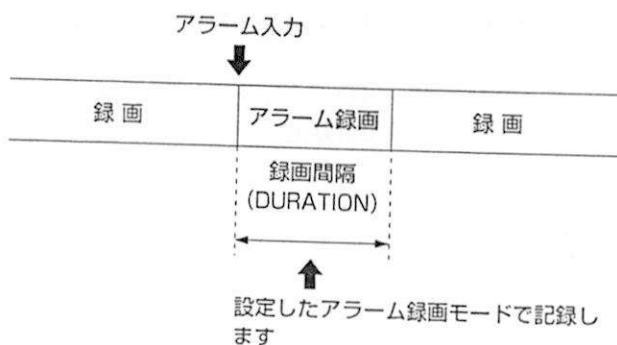 アラーム入力
録画
アラーム録画
録画
録画間隔
(DURATION)
設定したアラーム録画モードで記録し
ます